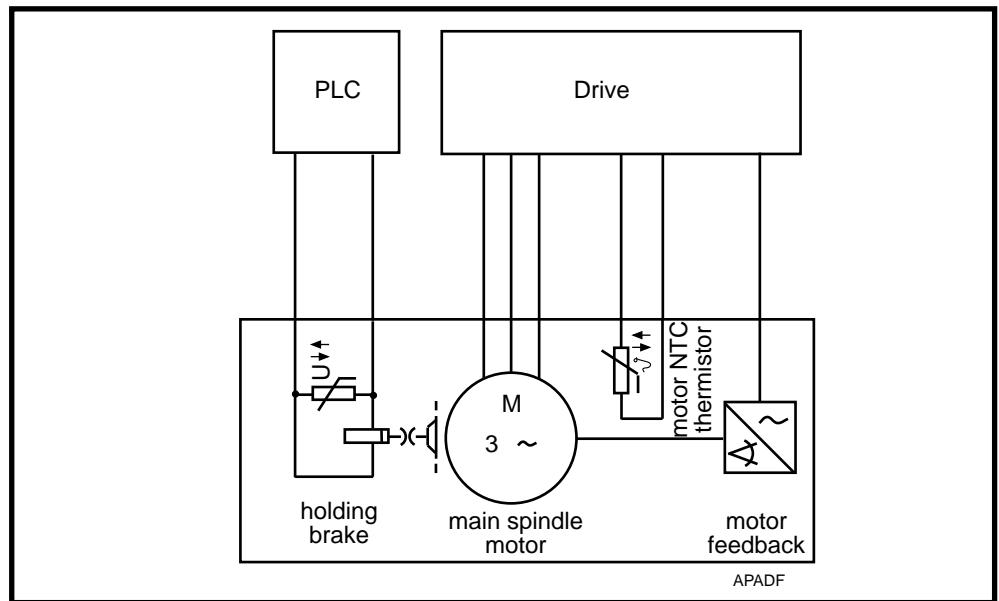 PLC
Drive
U
motor NTC
thermistor
M
3 ~
holding
brake
main spindle
motor
motor
feedback
APADF